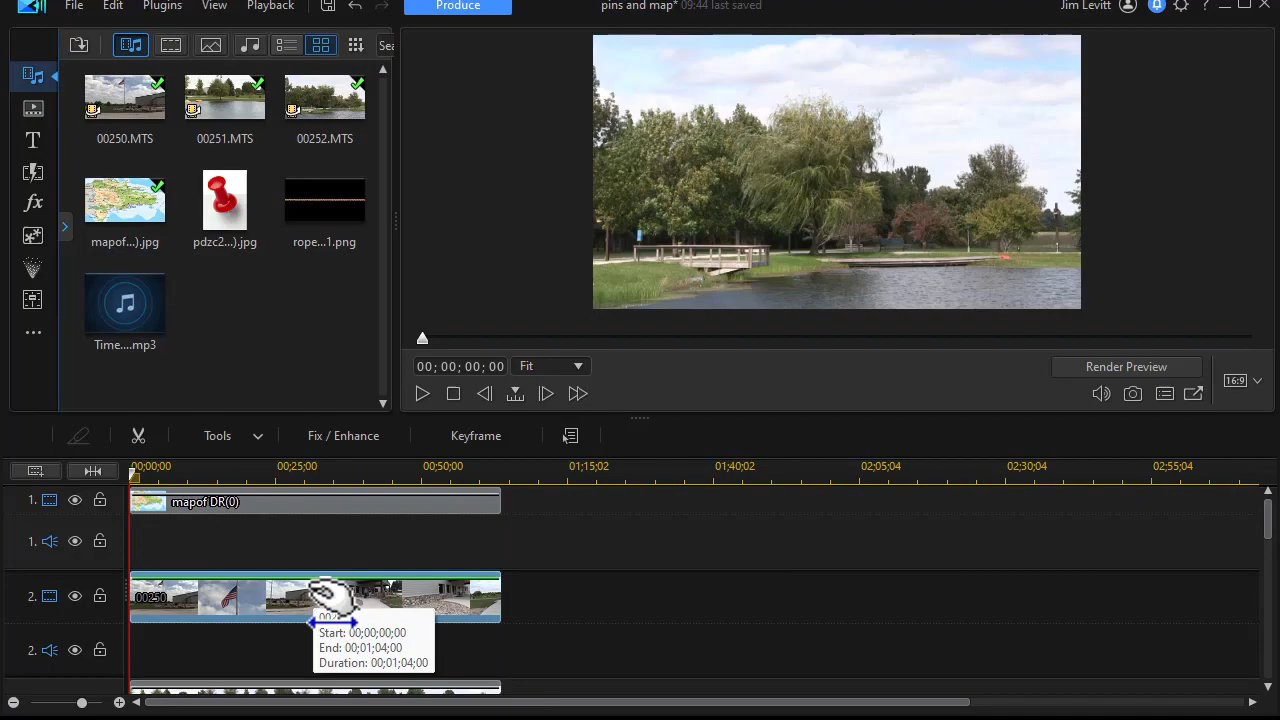 File Edit Plugins View Playback Produce pins and map* 09:44 last saved Jim Levitt
Sea
00250.MTS 00251.MTS 00252.MTS
mapof...).jpg pdzc2...).jpg rope...1.png
Time....mp3
00; 00; 00; 00 Fit Render Preview
16:9
Tools Fix / Enhance Keyframe
00;00;00 00;25;00 00;50;00 01;15;02 01;40;02 02;05;04 02;30;04 02;55;04
1. mapof DR(0)
1.
2. 00250
Start: 00;00;00;00
End: 00;01;04;00
2. Duration: 00;01;04;00